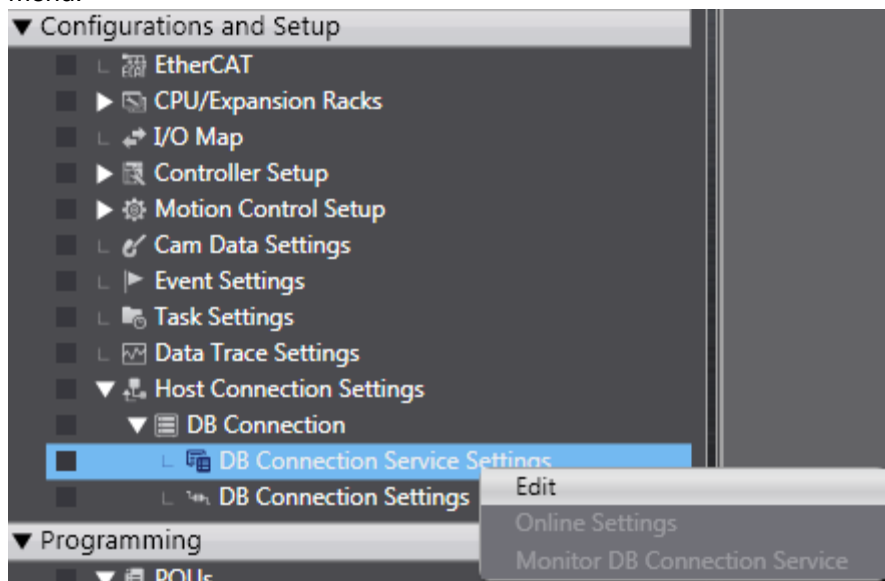 Configurations and Setup
EtherCAT
CPU/Expansion Racks
I/O Map
Controller Setup
Motion Control Setup
Cam Data Settings
Event Settings
Task Settings
Data Trace Settings
Host Connection Settings
DB Connection
DB Connection Service Settings
Edit
DB Connection Settings
Online Settings
Programming
Monitor DB Connection Service
POUs